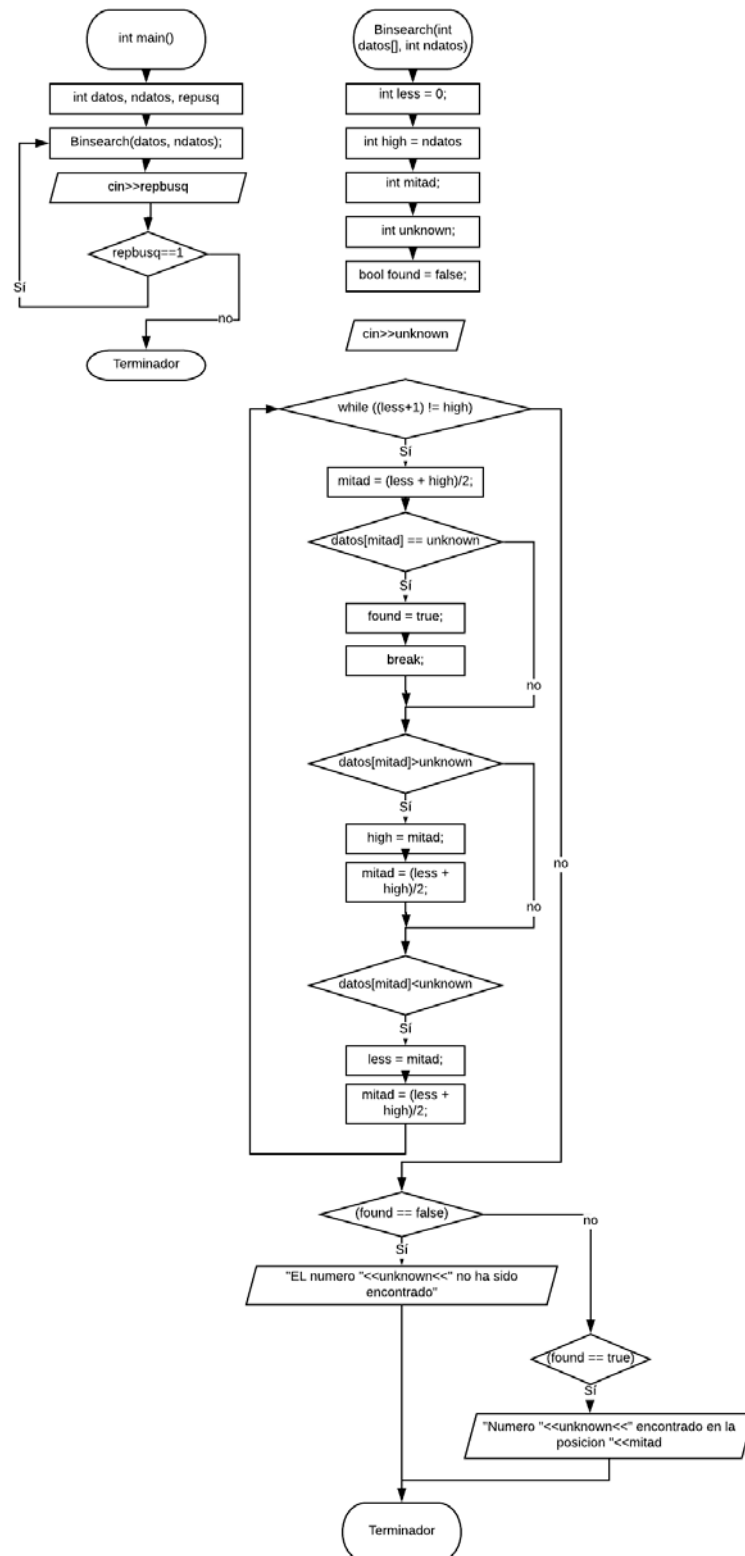 int main()
int datos, ndatos, repusq
Binsearch(datos, ndatos);
cin>>repbusq
repbusq==1
Sí
no
Terminador
Binsearch(int
datos[], int ndatos)
int less = 0;
int high = ndatos
int mitad;
int unknown;
bool found = false;
cin>>unknown
while ((less+1) != high)
Sí
mitad = (less + high)/2;
datos[mitad] == unknown
Sí
found = true;
break;
no
datos[mitad]>unknown
Sí
high = mitad;
no
mitad = (less +
high)/2;
no
datos[mitad]<unknown
Sí
less = mitad;
mitad = (less +
high)/2;
(found == false)
no
Sí
"EL numero "<<unknown<<" no ha sido
encontrado"
(found == true)
Sí
"Numero "<<unknown<<" encontrado en la
posicion "<<mitad
Terminador